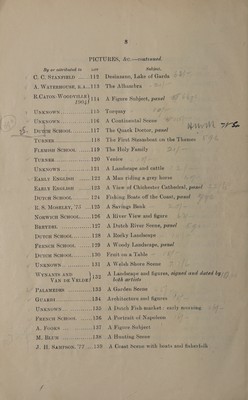 8
PICTURES, &c.—continued.
By or attributed to LOT Subject.
C. C. STANFIELD ......112 Desinzano, Lake of Garda
A. WATERHOUSE, R.A...113 The Alhambra
R. CATON-WOODVILLE 1904 } 114 A Figure Subject, panel
UNKNOWN ............115 Torquay
UNKNOWN ............116 A Continental Scene
DUTCH SCHOOL........117 The Quack Doctor, panel
TURNER .............118 The First Steamboat on the Thames
FLEMISH SCHOOL ......119 The Holy Family
TURNER .............120 Venice
UNKNOWN ............121 A Landscape and cattle
EARLY ENGLISH ......122 A Man riding a grey horse
EARLY ENGLISH ......123 A View of Chichester Cathedral, panel
DUTCH SCHOOL ......124 Fishing Boats off the Coast, panel
E. S. MOSELEY, '75 ...125 A Savings Bank
NORWICH SCHOOL ......126 A River View and figure
BERTENS. ............127 A Dutch River Scene, panel
DUTCH SCHOOL ......128 A Rocky Landscape
FRENCH SCHOOL ......129 A Woody Landscape, panel
DUTCH SCHOOL ......130 Fruit on a Table
UNKNOWN ............131 A Welsh Shore Scene
WYNANTS AND VAN DE VELDE } 132 A Landscape and figures, signed and dated by both artists
PALAMEDES ..........133 A Garden Scene
GUARDI .............134 Architecture and figures
UNKNOWN ............135 A Dutch Fish market: early morning
FRENCH SCHOOL ......136 A Portrait of Napoleon
A. FOOKS ...........137 A Figure Subject
M. BLUM ............138 A Hunting Scene
J. H. SAMPSON, '72 ...139 A Coast Scene with boats and fisherfolk